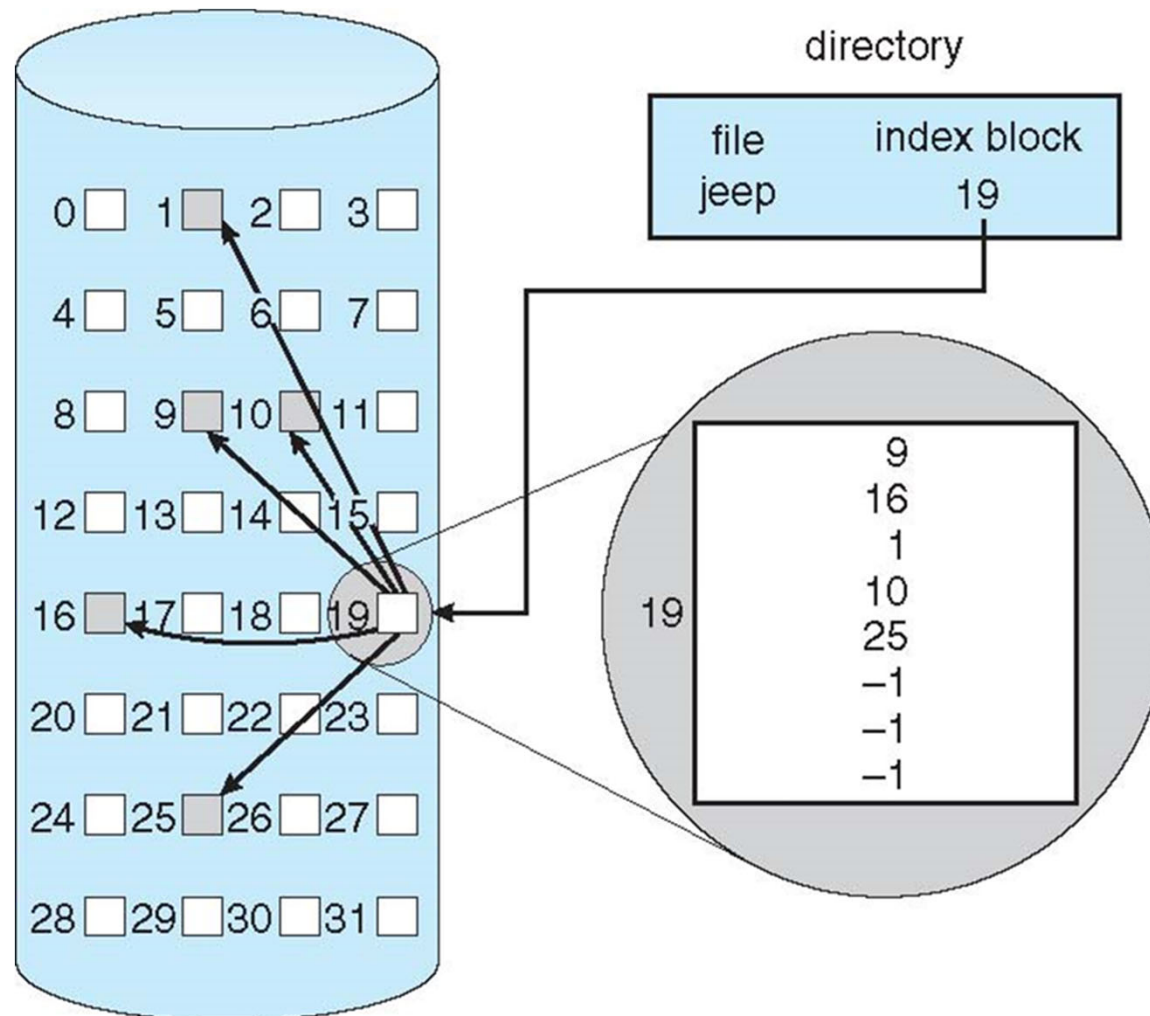 directory
file index block
jeep 19
0 1 2 3
4 5 6 7
8 9 10 11
12 13 14 15
16 17 18 19
20 21 22 23
24 25 26 27
28 29 30 31
19
9
16
1
10
25
–1
–1
–1